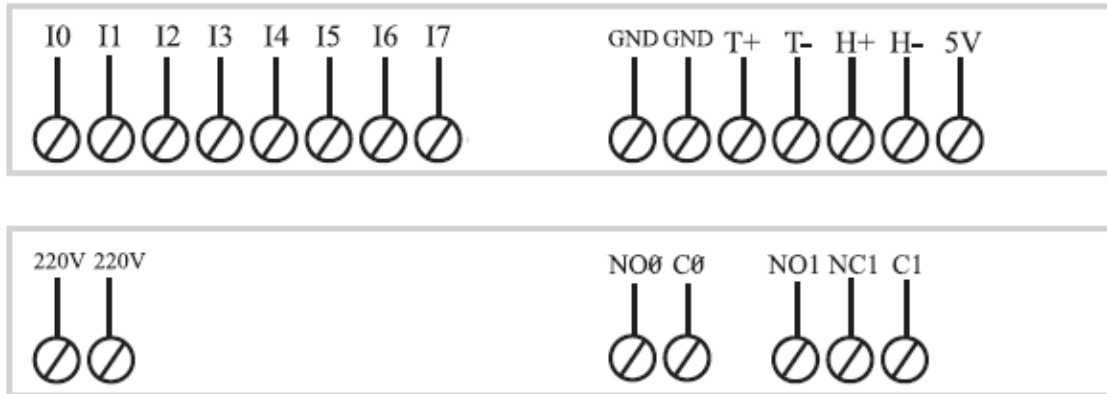 I0 I1 I2 I3 I4 I5 I6 I7 GND GND T+ T- H+ H- 5V
220V 220V NO0 C0 NO1 NC1 C1